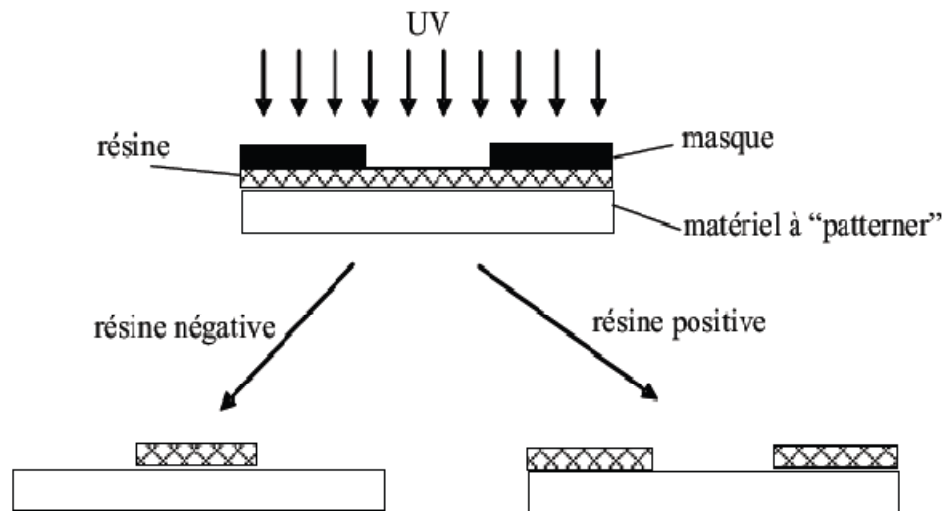 UV
résine
masque
matériel à “patterner”
résine négative
résine positive